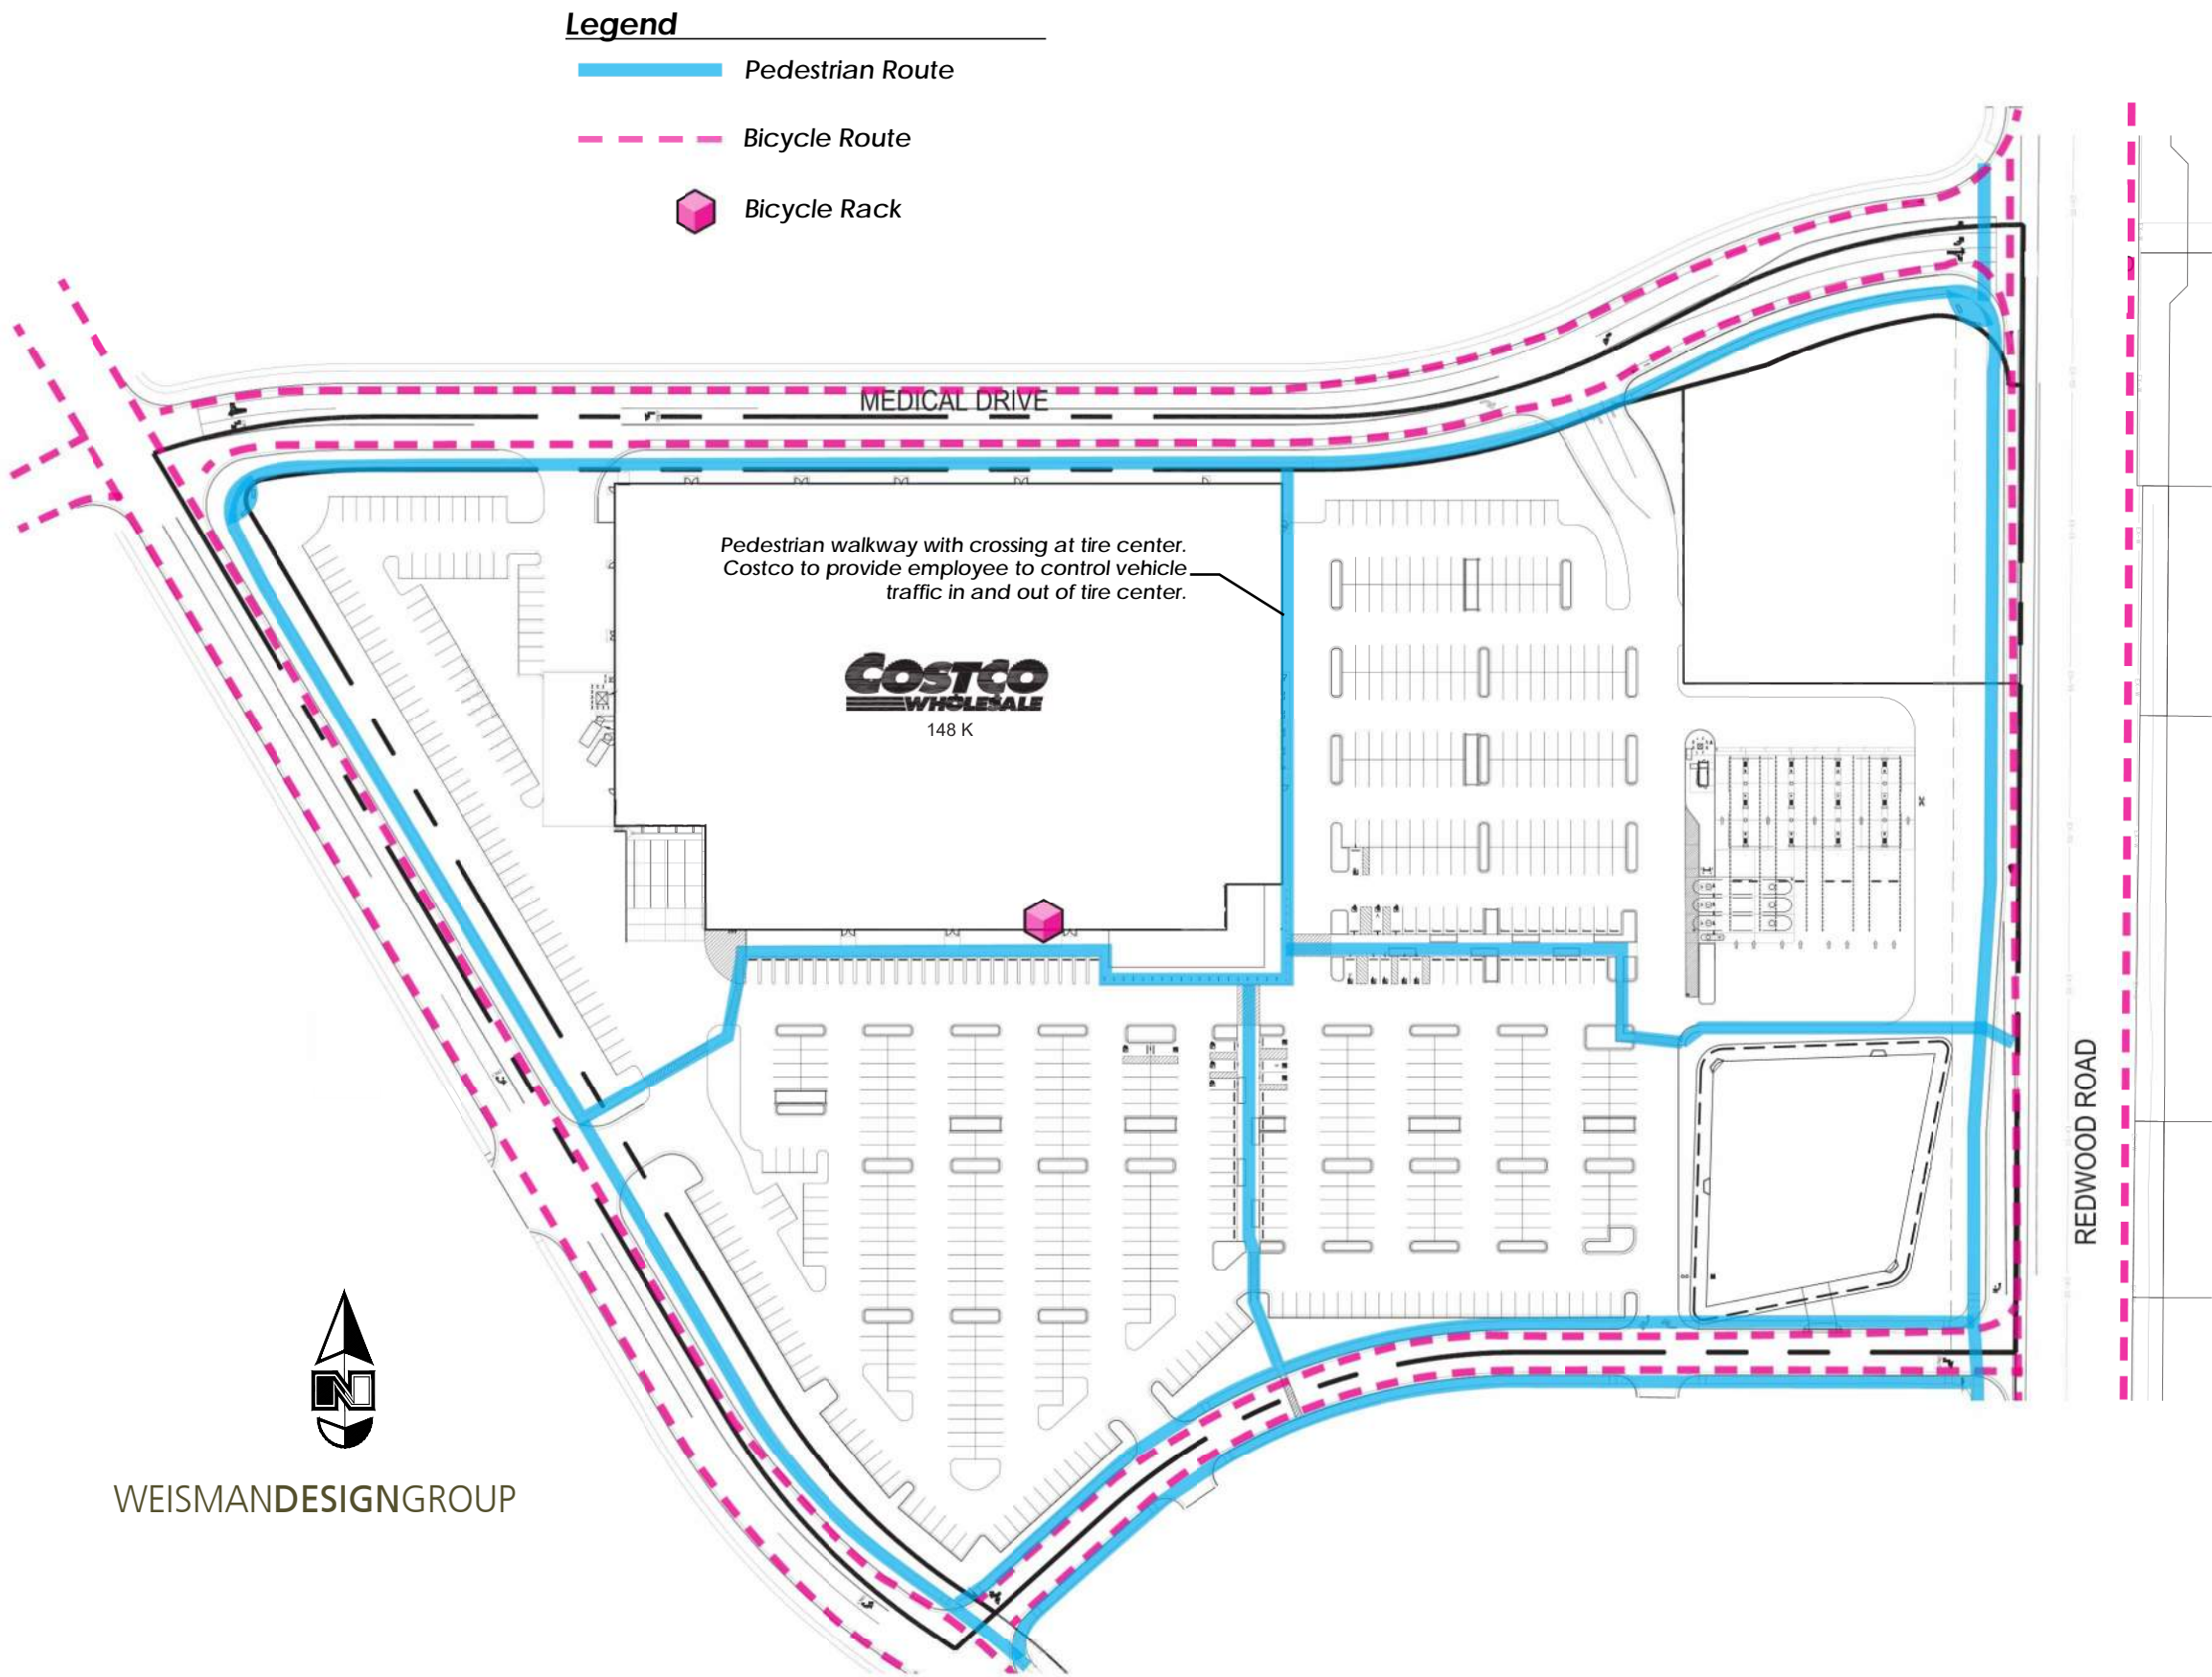 Legend
Pedestrian Route
Bicycle Route
Bicycle Rack
MEDICAL DRIVE
Pedestrian walkway with crossing at tire center.
Costco to provide employee to control vehicle
traffic in and out of tire center.
COSTCO
WHOLESALE
148 K
REDWOOD ROAD
N
WEISMANDESIGNGROUP